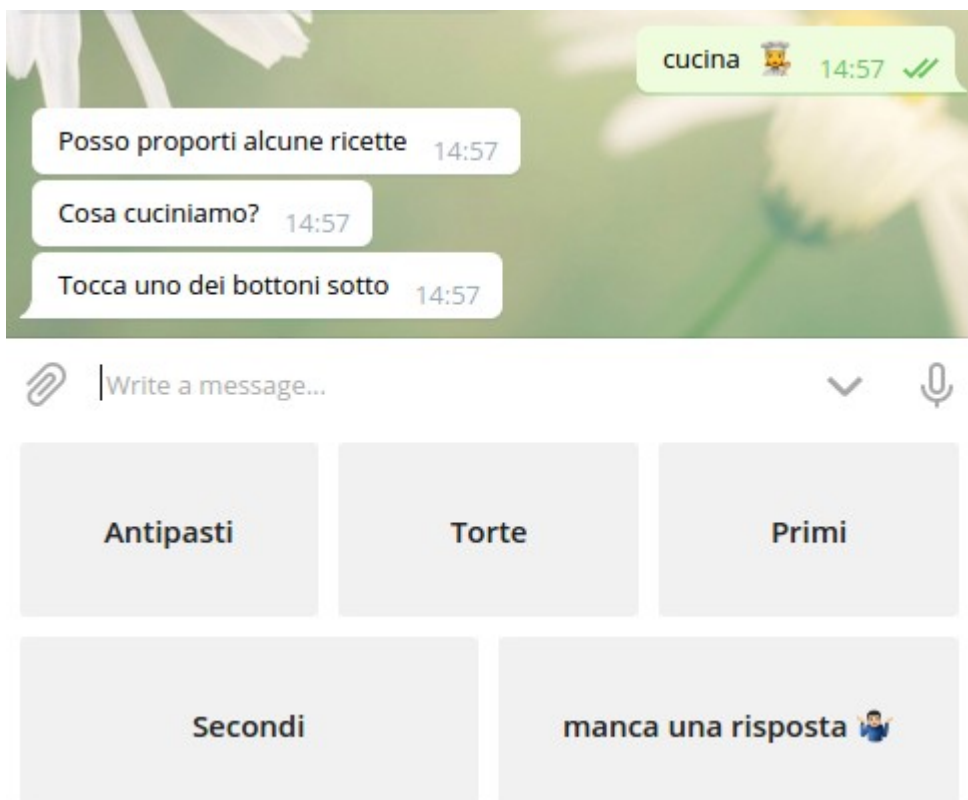 cucina 👩‍🍳 14:57
Posso proporti alcune ricette 14:57
Cosa cuciniamo? 14:57
Tocca uno dei bottoni sotto 14:57
Write a message...
Antipasti
Torte
Primi
Secondi
manca una risposta 🤷🏻‍♂️